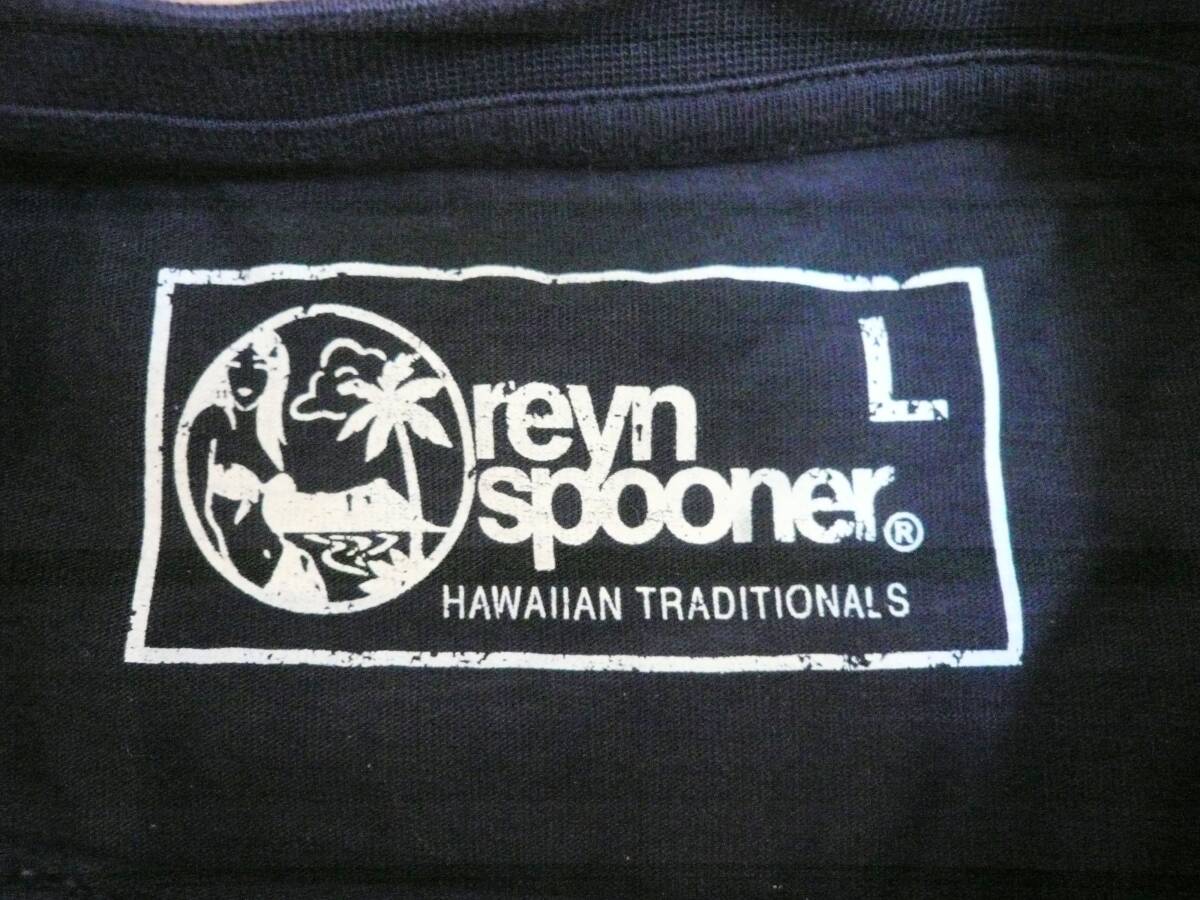 L
reyn
spooner®
HAWAIIAN TRADITIONALS